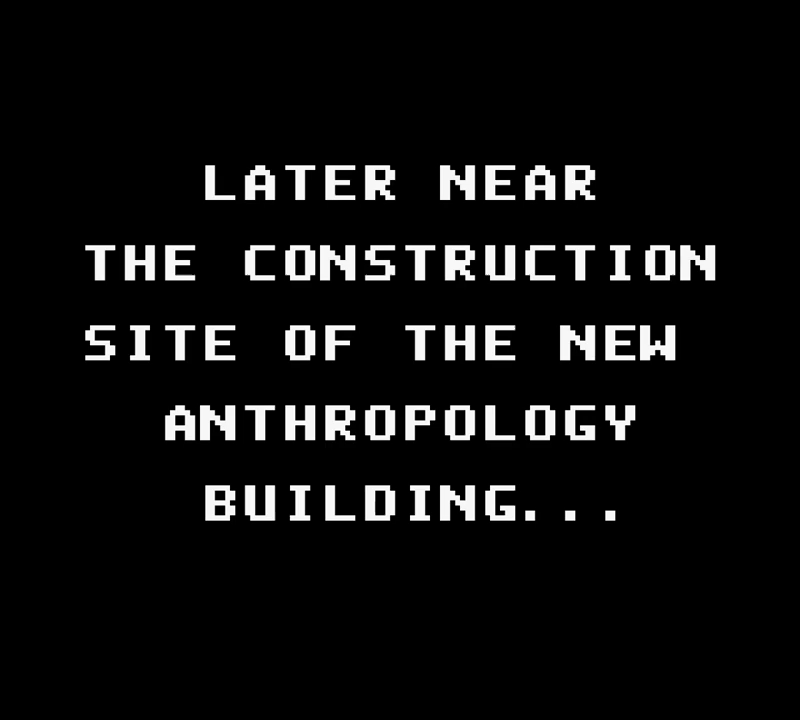 LATER NEAR
THE CONSTRUCTION
SITE OF THE NEW
ANTHROPOLOGY
BUILDING...